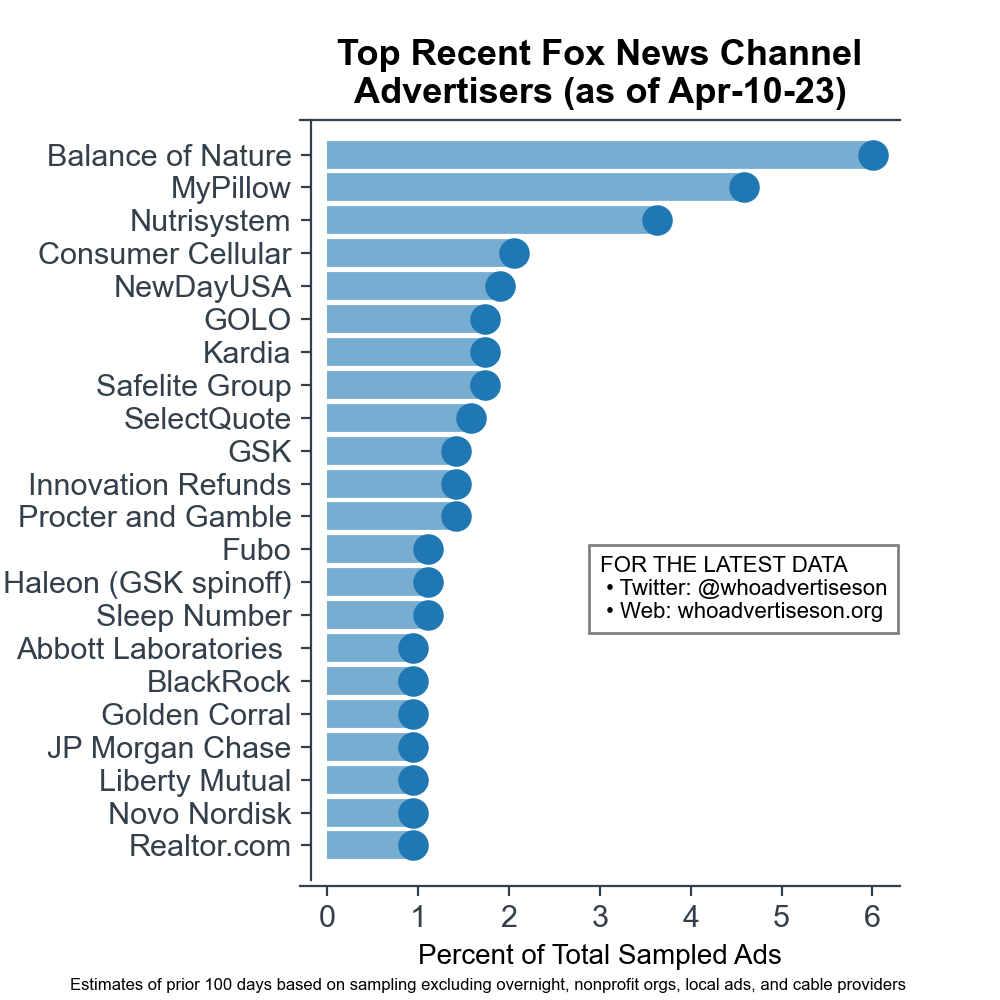 Top Recent Fox News Channel
Advertisers (as of Apr-10-23)
Balance of Nature
MyPillow
Nutrisystem
Consumer Cellular
NewDayUSA
GOLO
Kardia
Safelite Group
SelectQuote
GSK
Innovation Refunds
Procter and Gamble
Fubo
Haleon (GSK spinoff)
Sleep Number
Abbott Laboratories
BlackRock
Golden Corral
JP Morgan Chase
Liberty Mutual
Novo Nordisk
Realtor.com
FOR THE LATEST DATA
• Twitter: @whoadvertiseson
• Web: whoadvertiseson.org
0 1 2 3 4 5 6
Percent of Total Sampled Ads
Estimates of prior 100 days based on sampling excluding overnight, nonprofit orgs, local ads, and cable providers